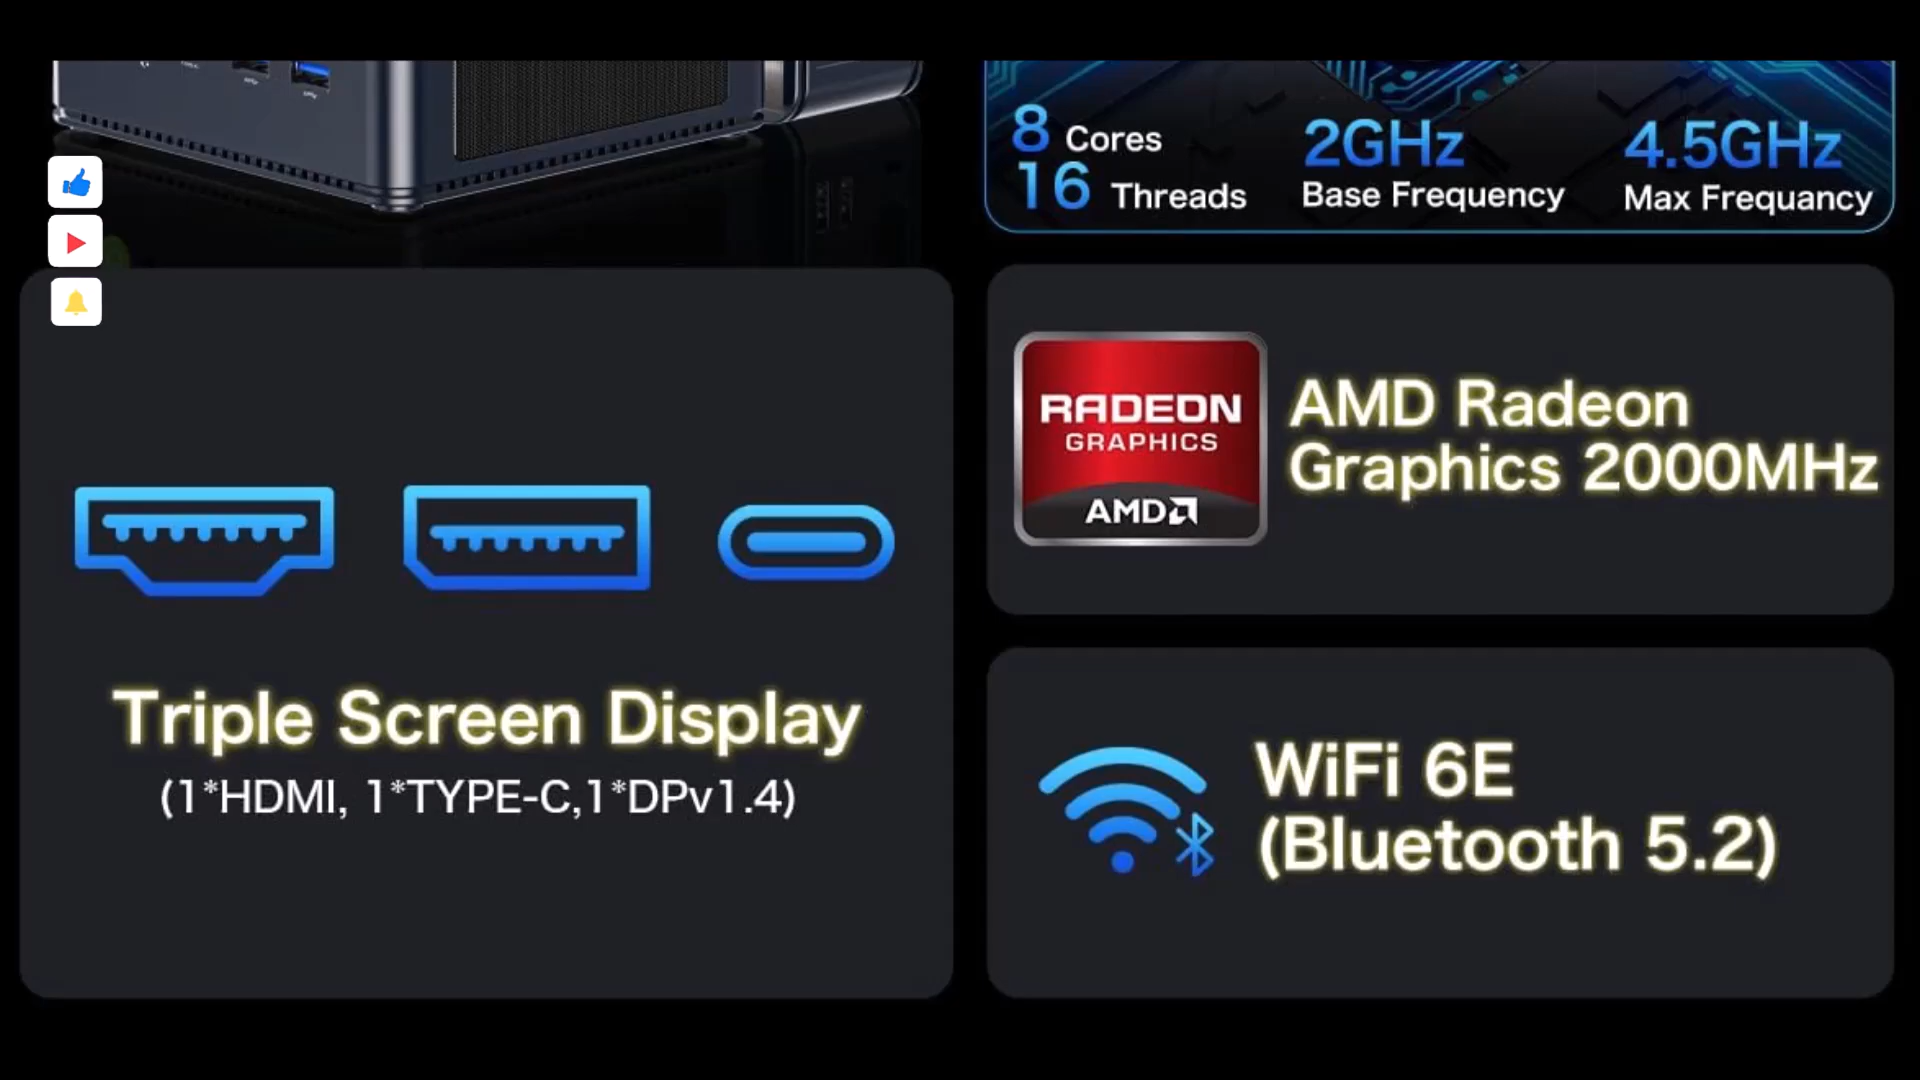 8 Cores
16 Threads
2GHz
Base Frequency
4.5GHz
Max Frequancy
RADEON
GRAPHICS
AMD
AMD Radeon
Graphics 2000MHz
Triple Screen Display
(1*HDMI, 1*TYPE-C,1*DPv1.4)
WiFi 6E
(Bluetooth 5.2)